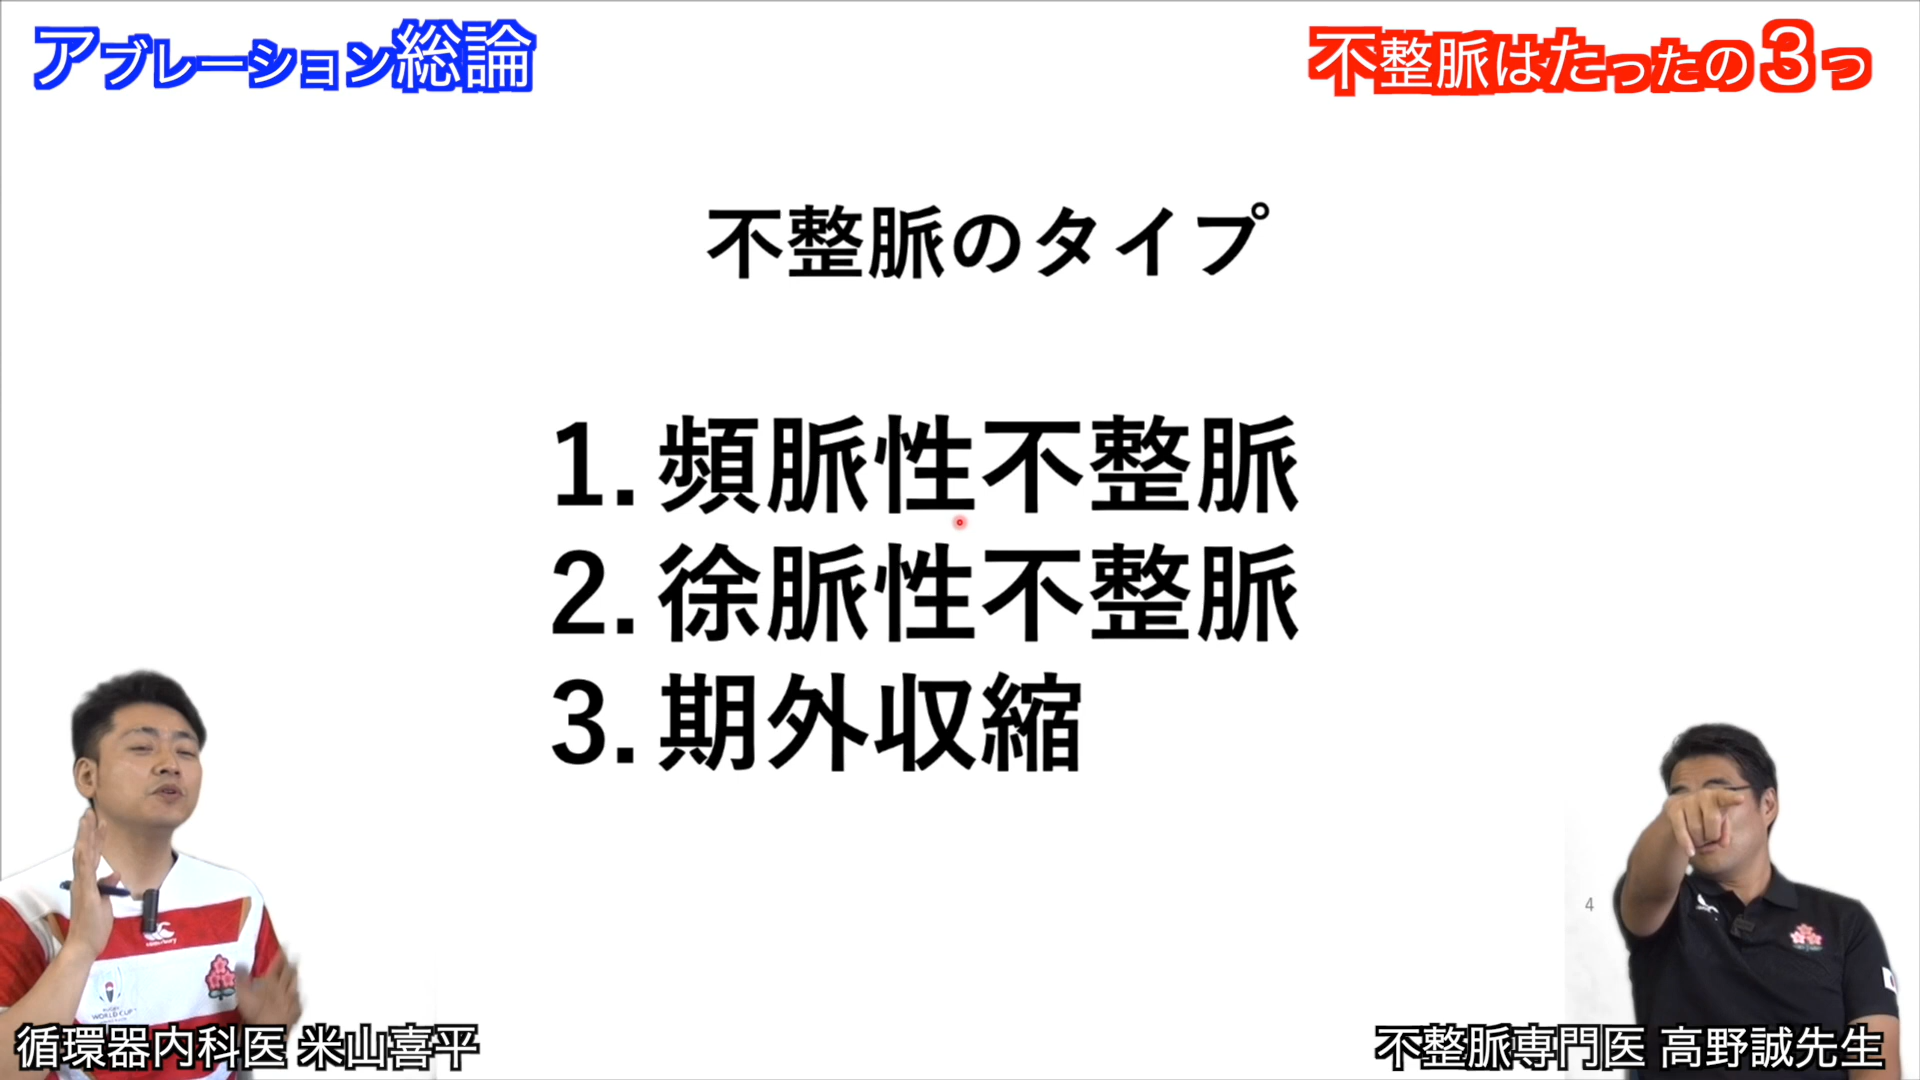 アブレーション総論
不整脈はたったの3つ
不整脈のタイプ
1. 頻脈性不整脈
2. 徐脈性不整脈
3. 期外収縮
4
WORLD CUP
循環器内科医 米山喜平
不整脈専門医 高野誠先生